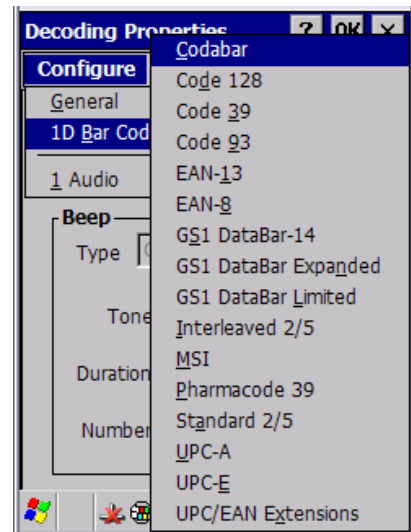 Decoding Properties ? OK ×
Configure
General
1D Bar Cod
1 Audio
Beep
Type
Tone
Duration
Number
Codabar
Code 128
Code 39
Code 93
EAN-13
EAN-8
GS1 DataBar-14
GS1 DataBar Expanded
GS1 DataBar Limited
Interleaved 2/5
MSI
Pharmacode 39
Standard 2/5
UPC-A
UPC-E
UPC/EAN Extensions